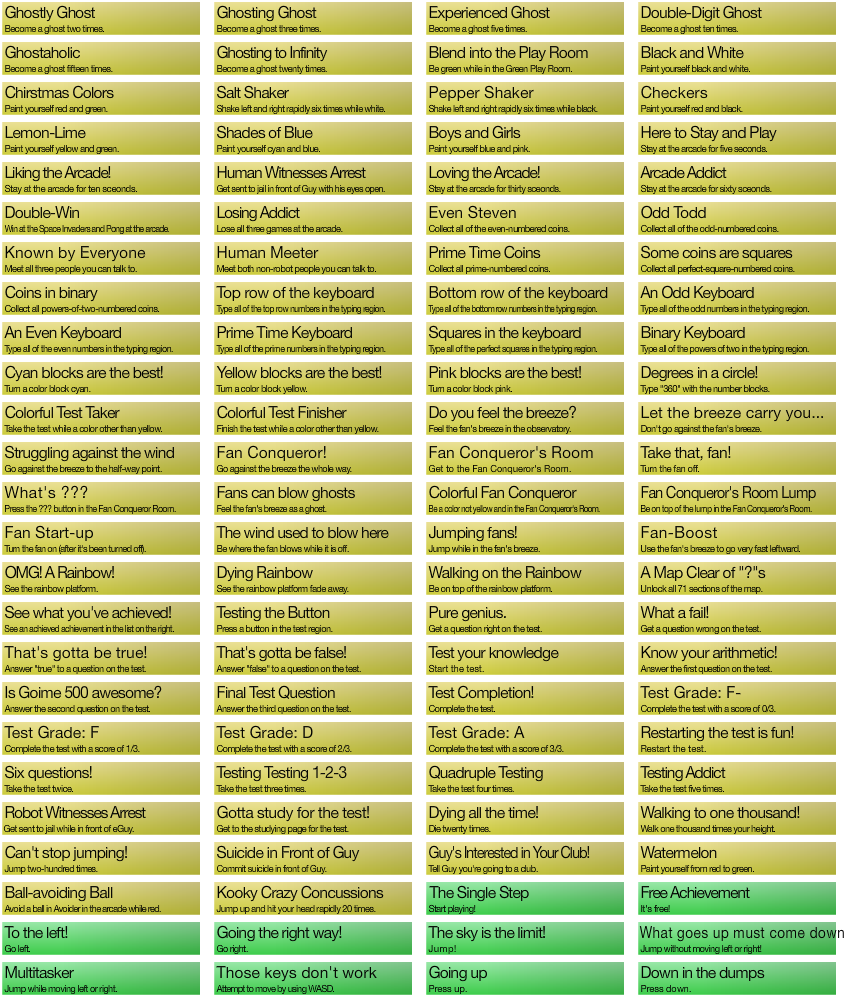 Ghostly Ghost
Become a ghost two times.
Ghosting Ghost
Become a ghost three times.
Experienced Ghost
Become a ghost five times.
Double-Digit Ghost
Become a ghost ten times.
Ghostaholic
Become a ghost fifteen times.
Ghosting to Infinity
Become a ghost twenty times.
Blend into the Play Room
Be green while in the Green Play Room.
Black and White
Paint yourself black and white.
Chirstmas Colors
Paint yourself red and green.
Salt Shaker
Shake left and right rapidly six times while white.
Pepper Shaker
Shake left and right rapidly six times while black.
Checkers
Paint yourself red and black.
Lemon-Lime
Paint yourself yellow and green.
Shades of Blue
Paint yourself cyan and blue.
Boys and Girls
Paint yourself blue and pink.
Here to Stay and Play
Stay at the arcade for five seconds.
Liking the Arcade!
Stay at the arcade for ten sceonds.
Human Witnesses Arrest
Get sent to jail in front of Guy with his eyes open.
Loving the Arcade!
Stay at the arcade for thirty sceonds.
Arcade Addict
Stay at the arcade for sixty sceonds.
Double-Win
Win at the Space Invaders and Pong at the arcade.
Losing Addict
Lose all three games at the arcade.
Even Steven
Collect all of the even-numbered coins.
Odd Todd
Collect all of the odd-numbered coins.
Known by Everyone
Meet all three people you can talk to.
Human Meeter
Meet both non-robot people you can talk to.
Prime Time Coins
Collect all prime-numbered coins.
Some coins are squares
Collect all perfect-square-numbered coins.
Coins in binary
Collect all powers-of-two-numbered coins.
Top row of the keyboard
Type all of the top row numbers in the typing region.
Bottom row of the keyboard
Type all of the bottom row numbers in the typing region.
An Odd Keyboard
Type all of the odd numbers in the typing region.
An Even Keyboard
Type all of the even numbers in the typing region.
Prime Time Keyboard
Type all of the prime numbers in the typing region.
Squares in the keyboard
Type all of the perfect squares in the typing region.
Binary Keyboard
Type all of the powers of two in the typing region.
Cyan blocks are the best!
Turn a color block cyan.
Yellow blocks are the best!
Turn a color block yellow.
Pink blocks are the best!
Turn a color block pink.
Degrees in a circle!
Type "360" with the number blocks.
Colorful Test Taker
Take the test while a color other than yellow.
Colorful Test Finisher
Finish the test while a color other than yellow.
Do you feel the breeze?
Feel the fan's breeze in the observatory.
Let the breeze carry you...
Don't go against the fan's breeze.
Struggling against the wind
Go against the breeze to the half-way point.
Fan Conqueror!
Go against the breeze the whole way.
Fan Conqueror's Room
Get to the Fan Conqueror's Room.
Take that, fan!
Turn the fan off.
What's ???
Press the ??? button in the Fan Conqueror Room.
Fans can blow ghosts
Feel the fan's breeze as a ghost.
Colorful Fan Conqueror
Be a color not yellow and in the Fan Conqueror's Room.
Fan Conqueror's Room Lump
Be on top of the lump in the Fan Conqueror's Room.
Fan Start-up
Turn the fan on (after it's been turned off).
The wind used to blow here
Be where the fan blows while it is off.
Jumping fans!
Jump while in the fan's breeze.
Fan-Boost
Use the fan's breeze to go very fast leftward.
OMG! A Rainbow!
See the rainbow platform.
Dying Rainbow
See the rainbow platform fade away.
Walking on the Rainbow
Be on top of the rainbow platform.
A Map Clear of "?"s
Unlock all 71 sections of the map.
See what you've achieved!
See an achieved achievement in the list on the right.
Testing the Button
Press a button in the test region.
Pure genius.
Get a question right on the test.
What a fail!
Get a question wrong on the test.
That's gotta be true!
Answer "true" to a question on the test.
That's gotta be false!
Answer "false" to a question on the test.
Test your knowledge
Start the test.
Know your arithmetic!
Answer the first question on the test.
Is Goime 500 awesome?
Answer the second question on the test.
Final Test Question
Answer the third question on the test.
Test Completion!
Complete the test.
Test Grade: F-
Complete the test with a score of 0/3.
Test Grade: F
Complete the test with a score of 1/3.
Test Grade: D
Complete the test with a score of 2/3.
Test Grade: A
Complete the test with a score of 3/3.
Restarting the test is fun!
Restart the test.
Six questions!
Take the test twice.
Testing Testing 1-2-3
Take the test three times.
Quadruple Testing
Take the test four times.
Testing Addict
Take the test five times.
Robot Witnesses Arrest
Get sent to jail while in front of eGuy.
Gotta study for the test!
Get to the studying page for the test.
Dying all the time!
Die twenty times.
Walking to one thousand!
Walk one thousand times your height.
Can't stop jumping!
Jump two-hundred times.
Suicide in Front of Guy
Commit suicide in front of Guy.
Guy's Interested in Your Club!
Tell Guy you're going to a club.
Watermelon
Paint yourself from red to green.
Ball-avoiding Ball
Avoid a ball in Avoider in the arcade while red.
Kooky Crazy Concussions
Jump up and hit your head rapidly 20 times.
The Single Step
Start playing!
Free Achievement
It's free!
To the left!
Go left.
Going the right way!
Go right.
The sky is the limit!
Jump!
What goes up must come down
Jump without moving left or right!
Multitasker
Jump while moving left or right.
Those keys don't work
Attempt to move by using WASD.
Going up
Press up.
Down in the dumps
Press down.